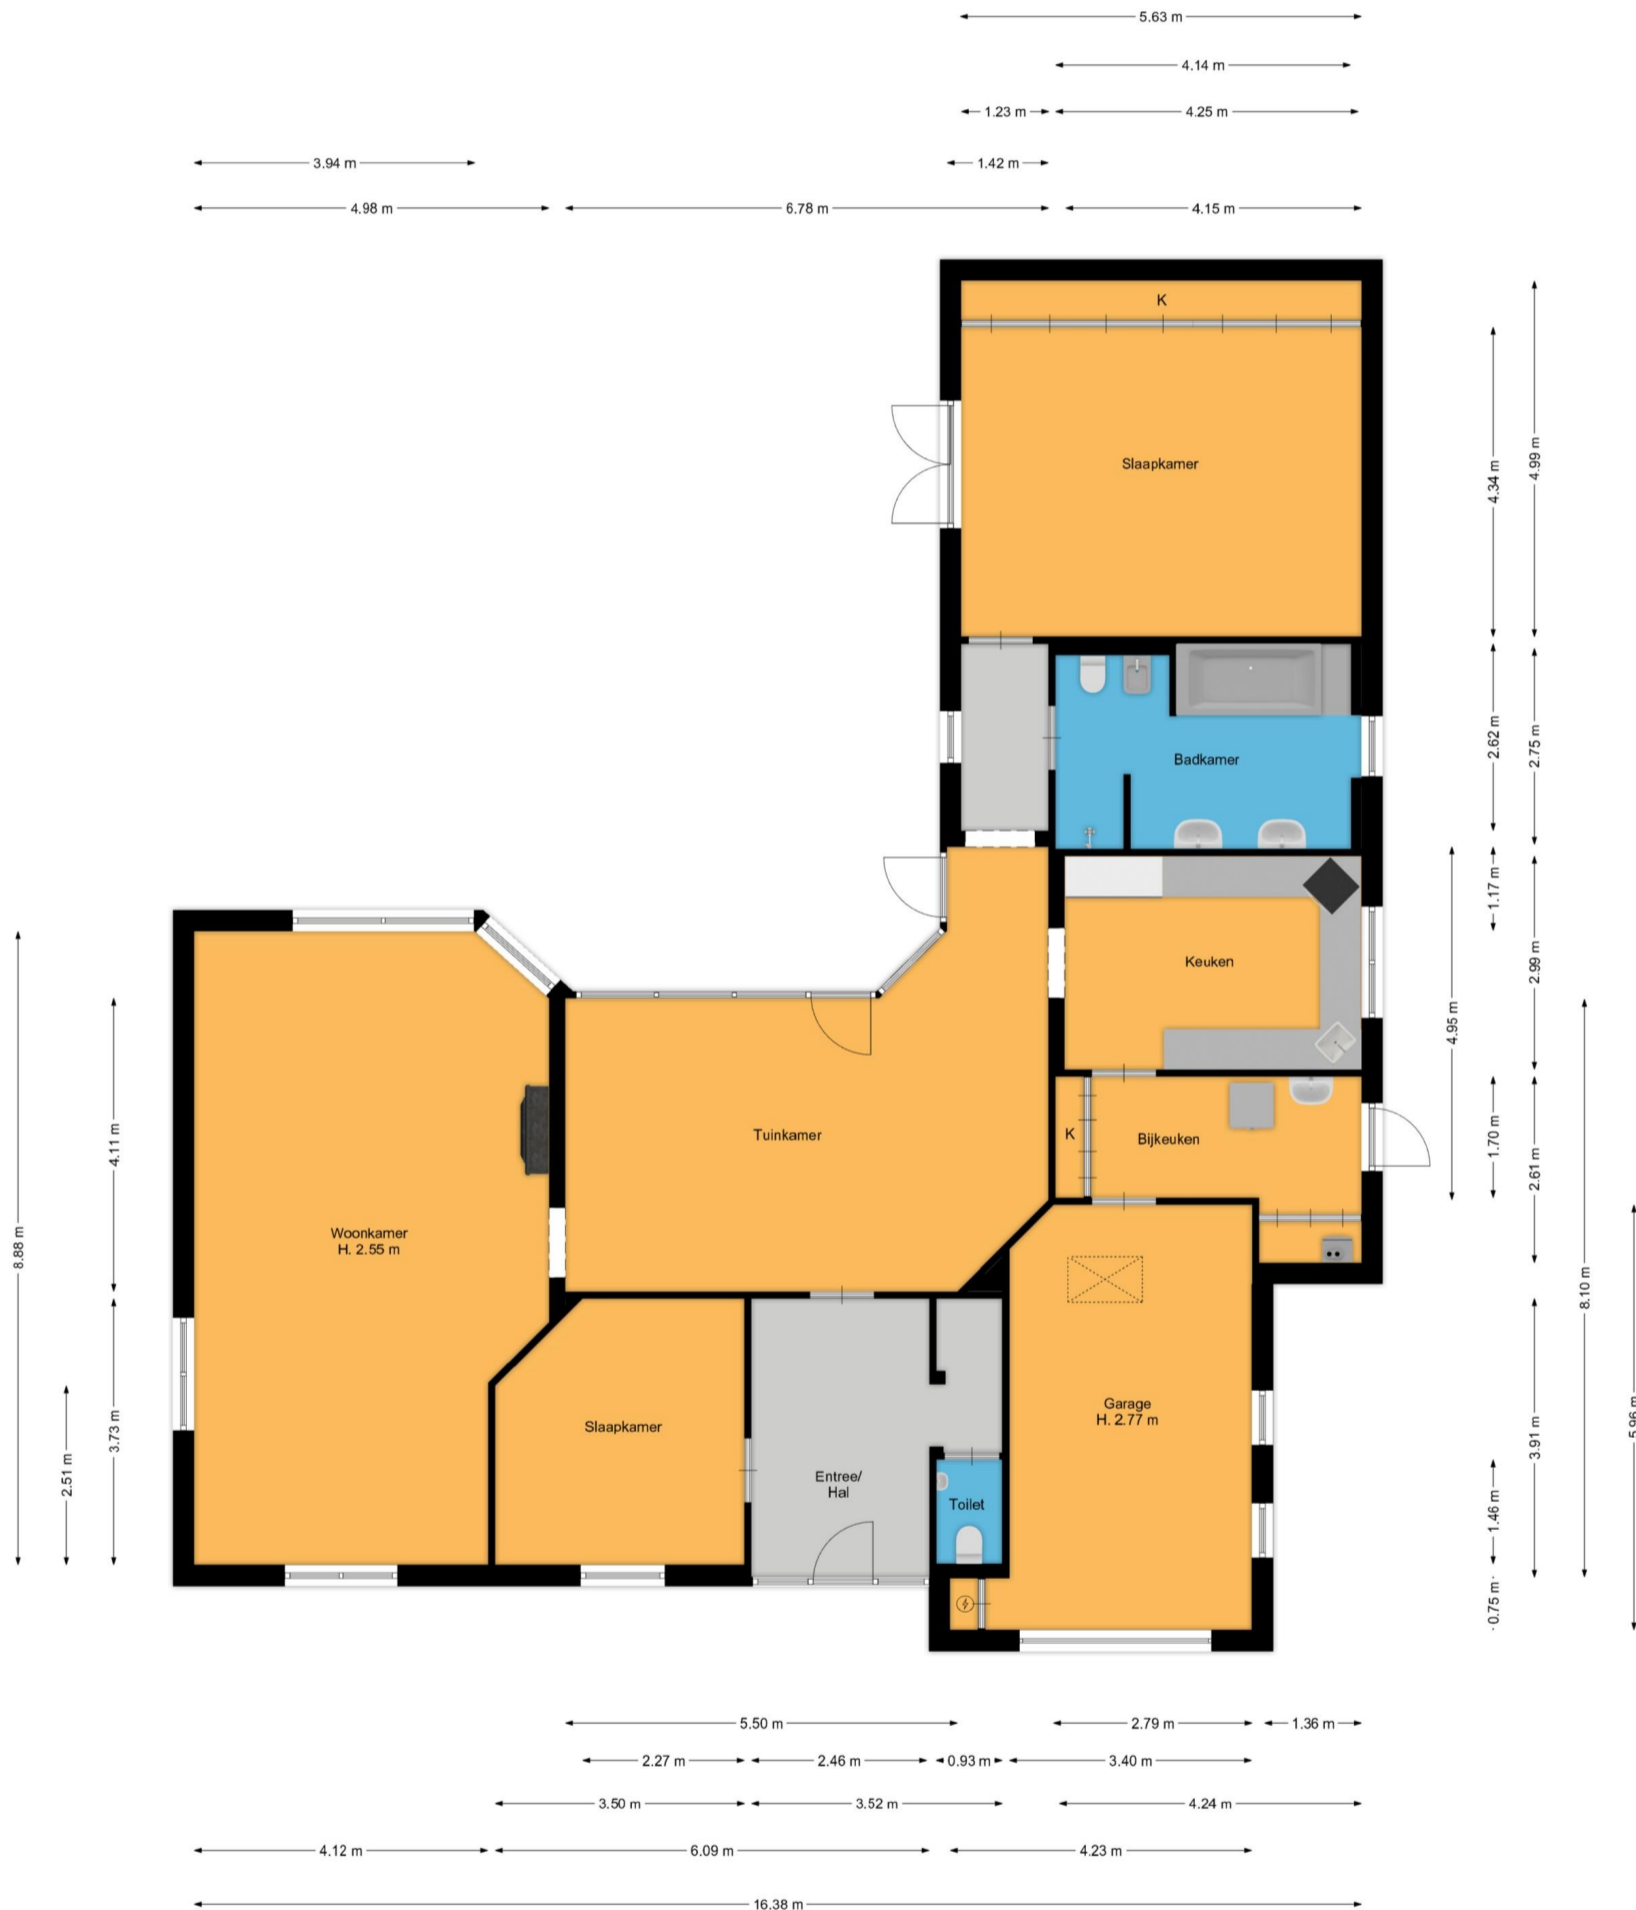 5.63 m
4.14 m
1.23 m
4.25 m
3.94 m
1.42 m
4.98 m
6.78 m
4.15 m
K
Slaapkamer
4.34 m
4.99 m
2.62 m
2.75 m
Badkamer
1.17 m
Keuken
2.99 m
4.95 m
K
Bijkeuken
1.70 m
2.61 m
Tuinkamer
4.11 m
8.88 m
Woonkamer
H. 2.55 m
8.10 m
Garage
H. 2.77 m
5.96 m
3.91 m
3.73 m
2.51 m
Slaapkamer
Entree/
Hal
Toilet
1.46 m
0.75 m
5.50 m
2.79 m
1.36 m
2.27 m
2.46 m
0.93 m
3.40 m
3.50 m
3.52 m
4.24 m
4.12 m
6.09 m
4.23 m
16.38 m